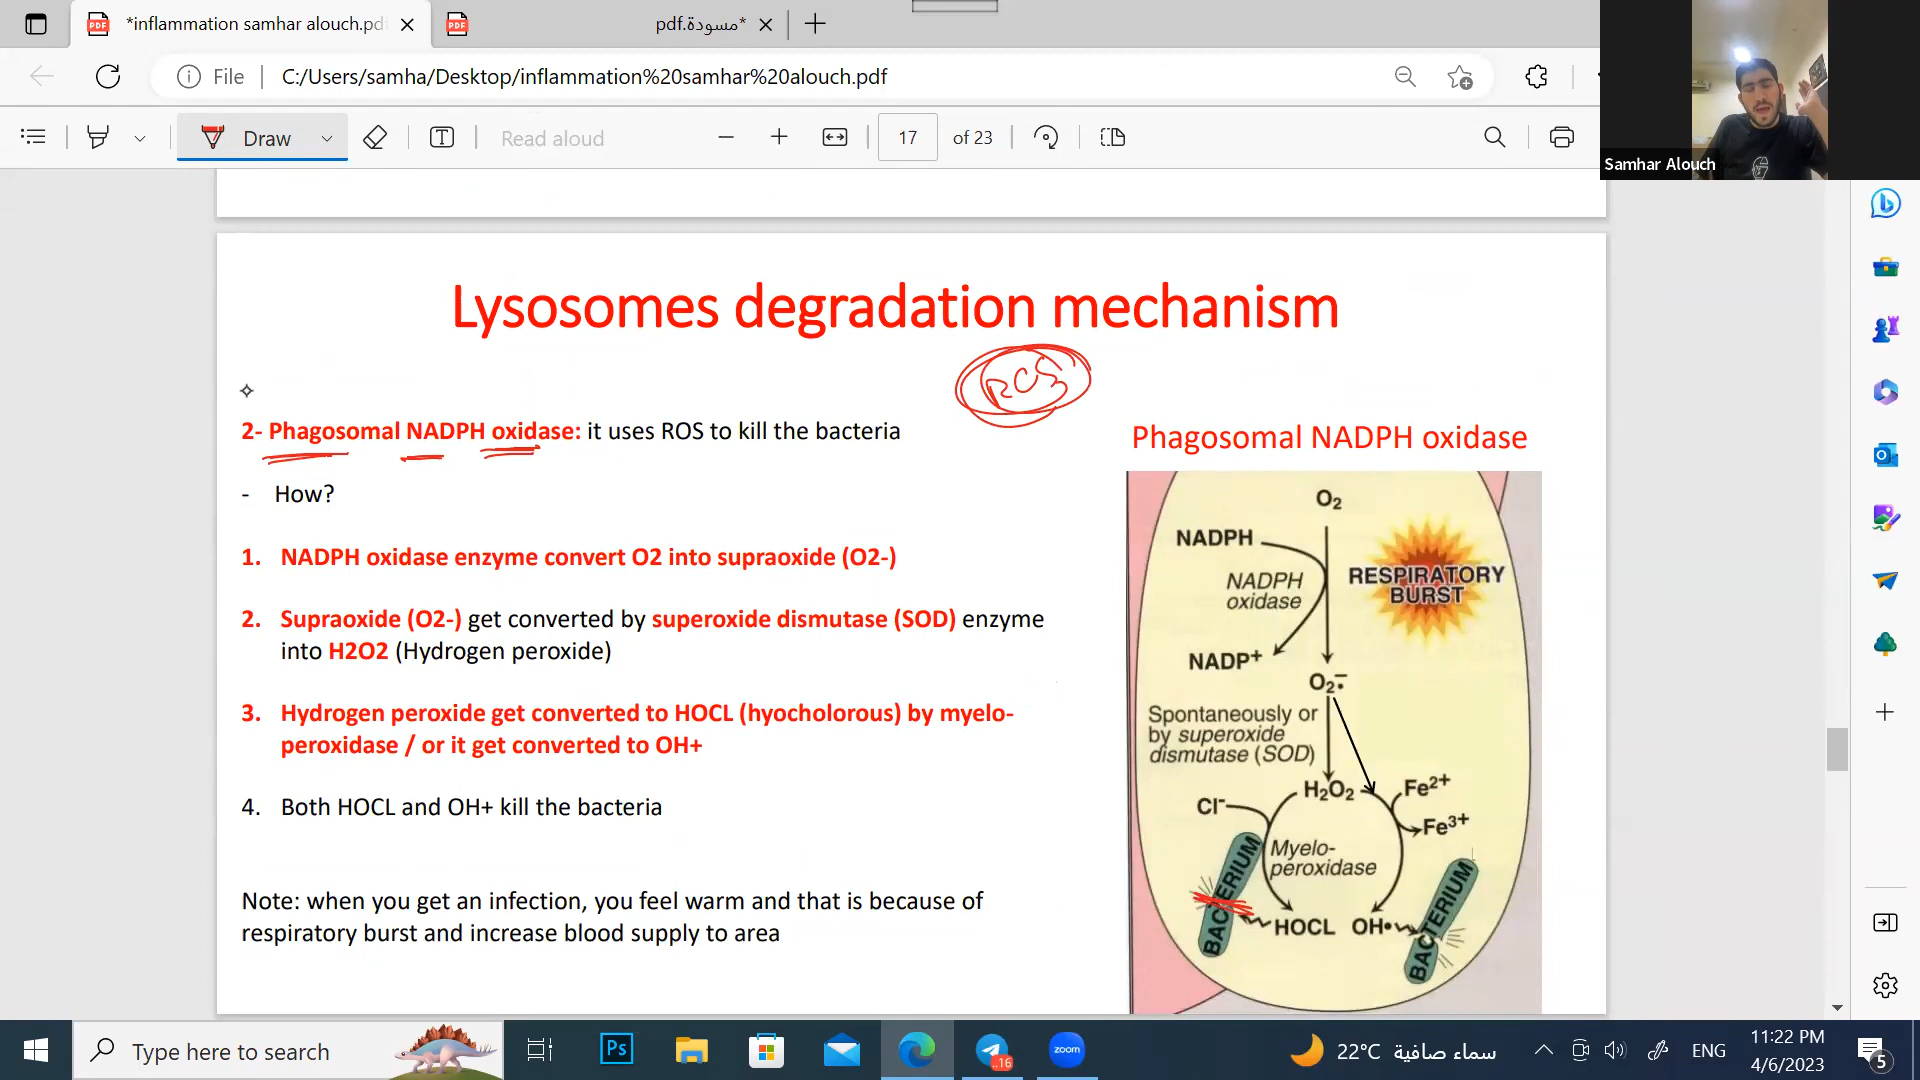 *inflammation samhar alouch.pdf
*مسودة.pdf
File
C:/Users/samha/Desktop/inflammation%20samhar%20alouch.pdf
Draw
Read aloud
17
of 23
Samhar Alouch
Lysosomes degradation mechanism
2- Phagosomal NADPH oxidase: it uses ROS to kill the bacteria
- How?
1. NADPH oxidase enzyme convert O2 into supraoxide (O2-)
2. Supraoxide (O2-) get converted by superoxide dismutase (SOD) enzyme
into H2O2 (Hydrogen peroxide)
3. Hydrogen peroxide get converted to HOCL (hyocholorous) by myelo-
peroxidase / or it get converted to OH+
4. Both HOCL and OH+ kill the bacteria
Note: when you get an infection, you feel warm and that is because of
respiratory burst and increase blood supply to area
Phagosomal NADPH oxidase
O₂
NADPH
NADPH
oxidase
RESPIRATORY
BURST
NADP⁺
O₂⁻•
Spontaneously or
by superoxide
dismutase (SOD)
H₂O₂
Fe²⁺
Cl⁻
Fe³⁺
Myelo-
peroxidase
BACTERIUM
BACTERIUM
HOCL OH•
Type here to search
Ps
..16
zoom
22°C سماء صافية
ENG
11:22 PM
4/6/2023
5